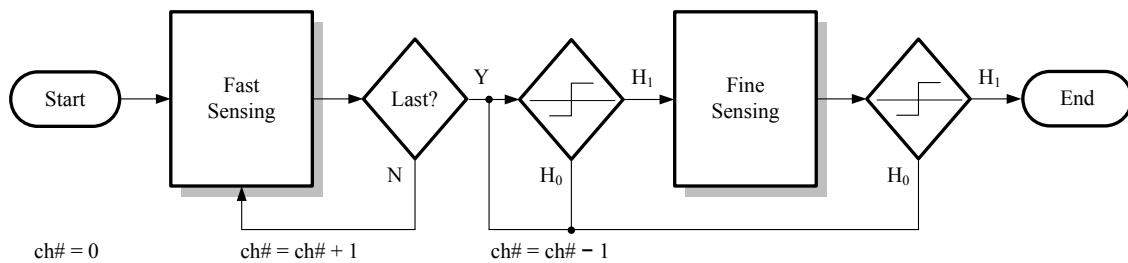 Start
Fast
Sensing
Last?
Y
N
H₁
H₀
Fine
Sensing
H₁
H₀
End
ch# = 0
ch# = ch# + 1
ch# = ch# − 1